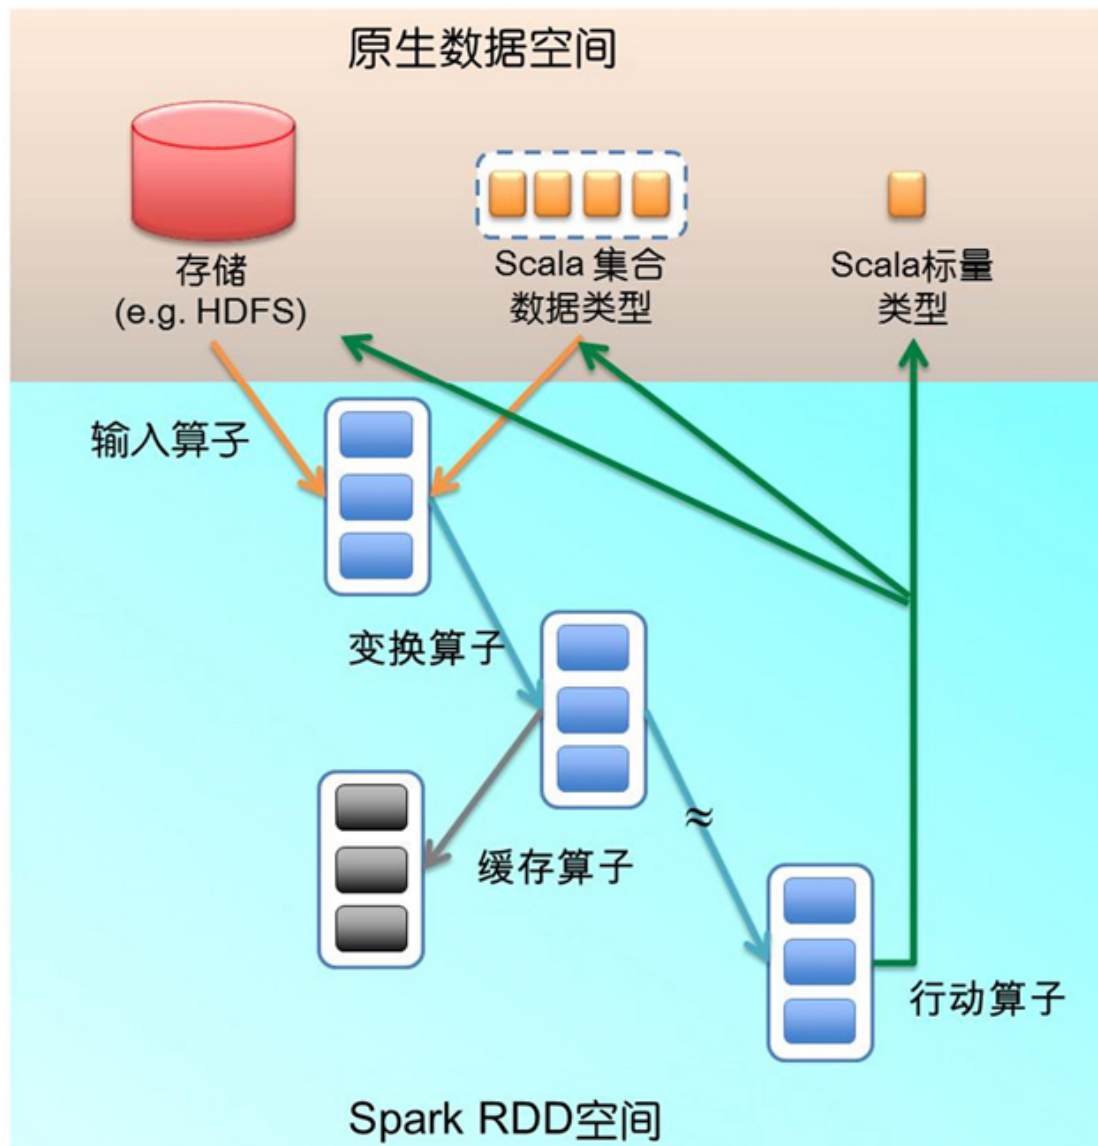 原生数据空间
存储
(e.g. HDFS)
Scala 集合
数据类型
Scala标量
类型
输入算子
变换算子
≈
缓存算子
行动算子
Spark RDD空间